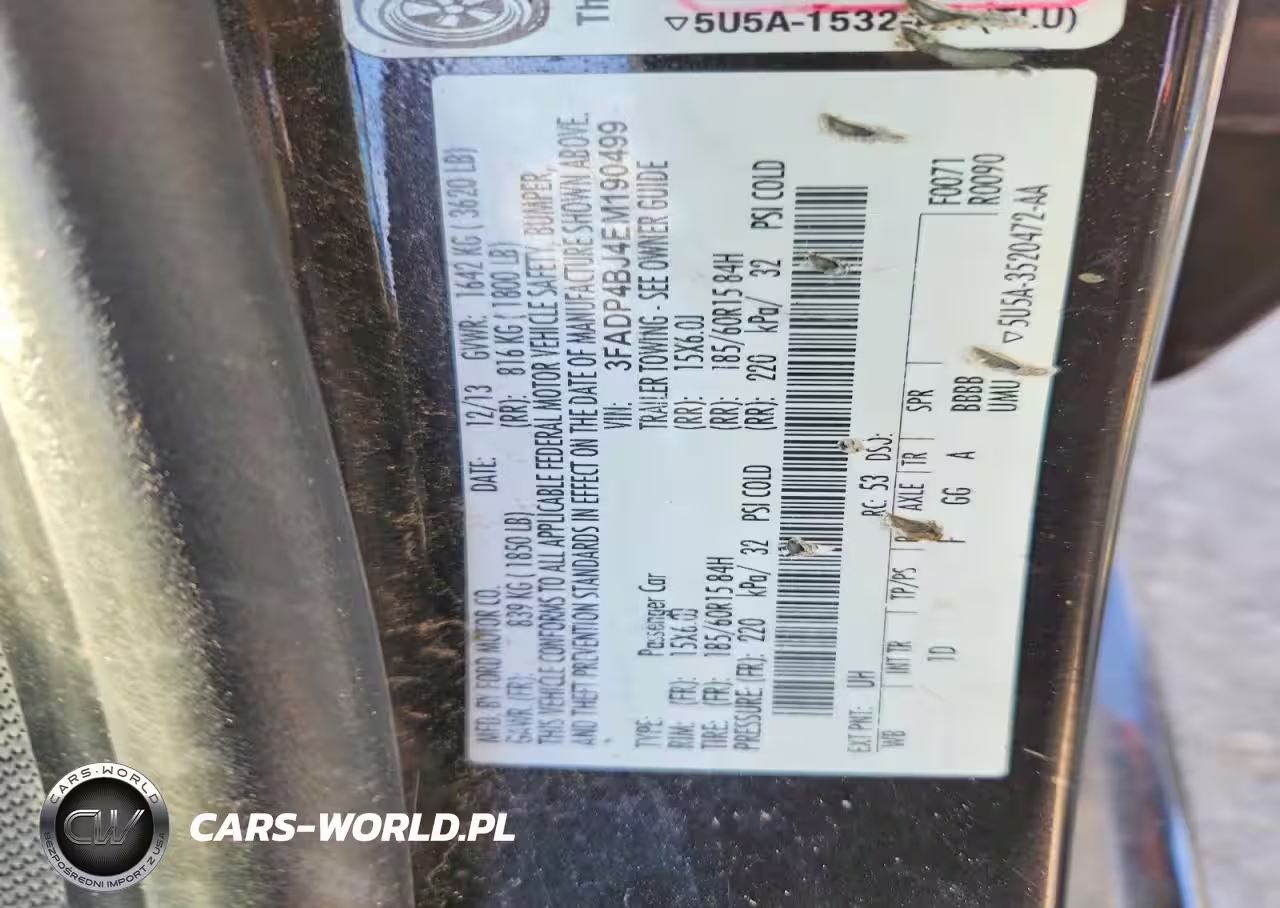 Th
▽5U5A-1532
MFD. BY FORD MOTOR CO. DATE: 12/13 GVWR: 1642 KG (3620 LB)
GAWR (FR): 839 KG (1850 LB) (RR): 816 KG (1800 LB)
THIS VEHICLE CONFORMS TO ALL APPLICABLE FEDERAL MOTOR VEHICLE SAFETY, BUMPER,
AND THEFT PREVENTION STANDARDS IN EFFECT ON THE DATE OF MANUFACTURE SHOWN ABOVE.
VIN: 3FADP4BJ4EM190499
TYPE: Passenger Car TRAILER TOWING - SEE OWNER GUIDE
RIM: (FR): 15X6.0J (RR): 15X6.0J
TIRE: (FR): 185/60R15 84H (RR): 185/60R15 84H
PRESSURE (FR): 220 kPa/ 32 PSI COLD (RR): 220 kPa/ 32 PSI COLD
EXT PNT: UH RC: 53 DSO: F0071
WB INT TR TP/PS R AXLE TR SPR R0090
1D GG A BBBB
UMU
▽5U5A-3520472-AA
CARS-WORLD
CW
BEZPOŚREDNI IMPORT Z USA
CARS-WORLD.PL